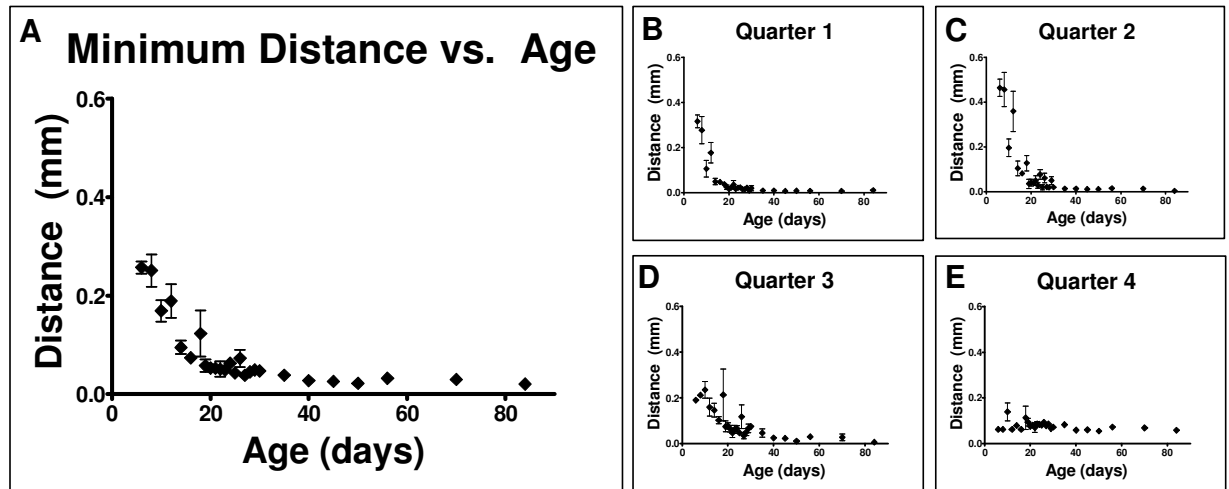 A
Minimum Distance vs. Age
Distance (mm)
0.6
0.4
0.2
0.0
0 20 40 60 80
Age (days)
B
Quarter 1
Distance (mm)
0.6
0.4
0.2
0.0
0 20 40 60 80
Age (days)
C
Quarter 2
Distance (mm)
0.6
0.4
0.2
0.0
0 20 40 60 80
Age (days)
D
Quarter 3
Distance (mm)
0.6
0.4
0.2
0.0
0 20 40 60 80
Age (days)
E
Quarter 4
Distance (mm)
0.6
0.4
0.2
0.0
0 20 40 60 80
Age (days)